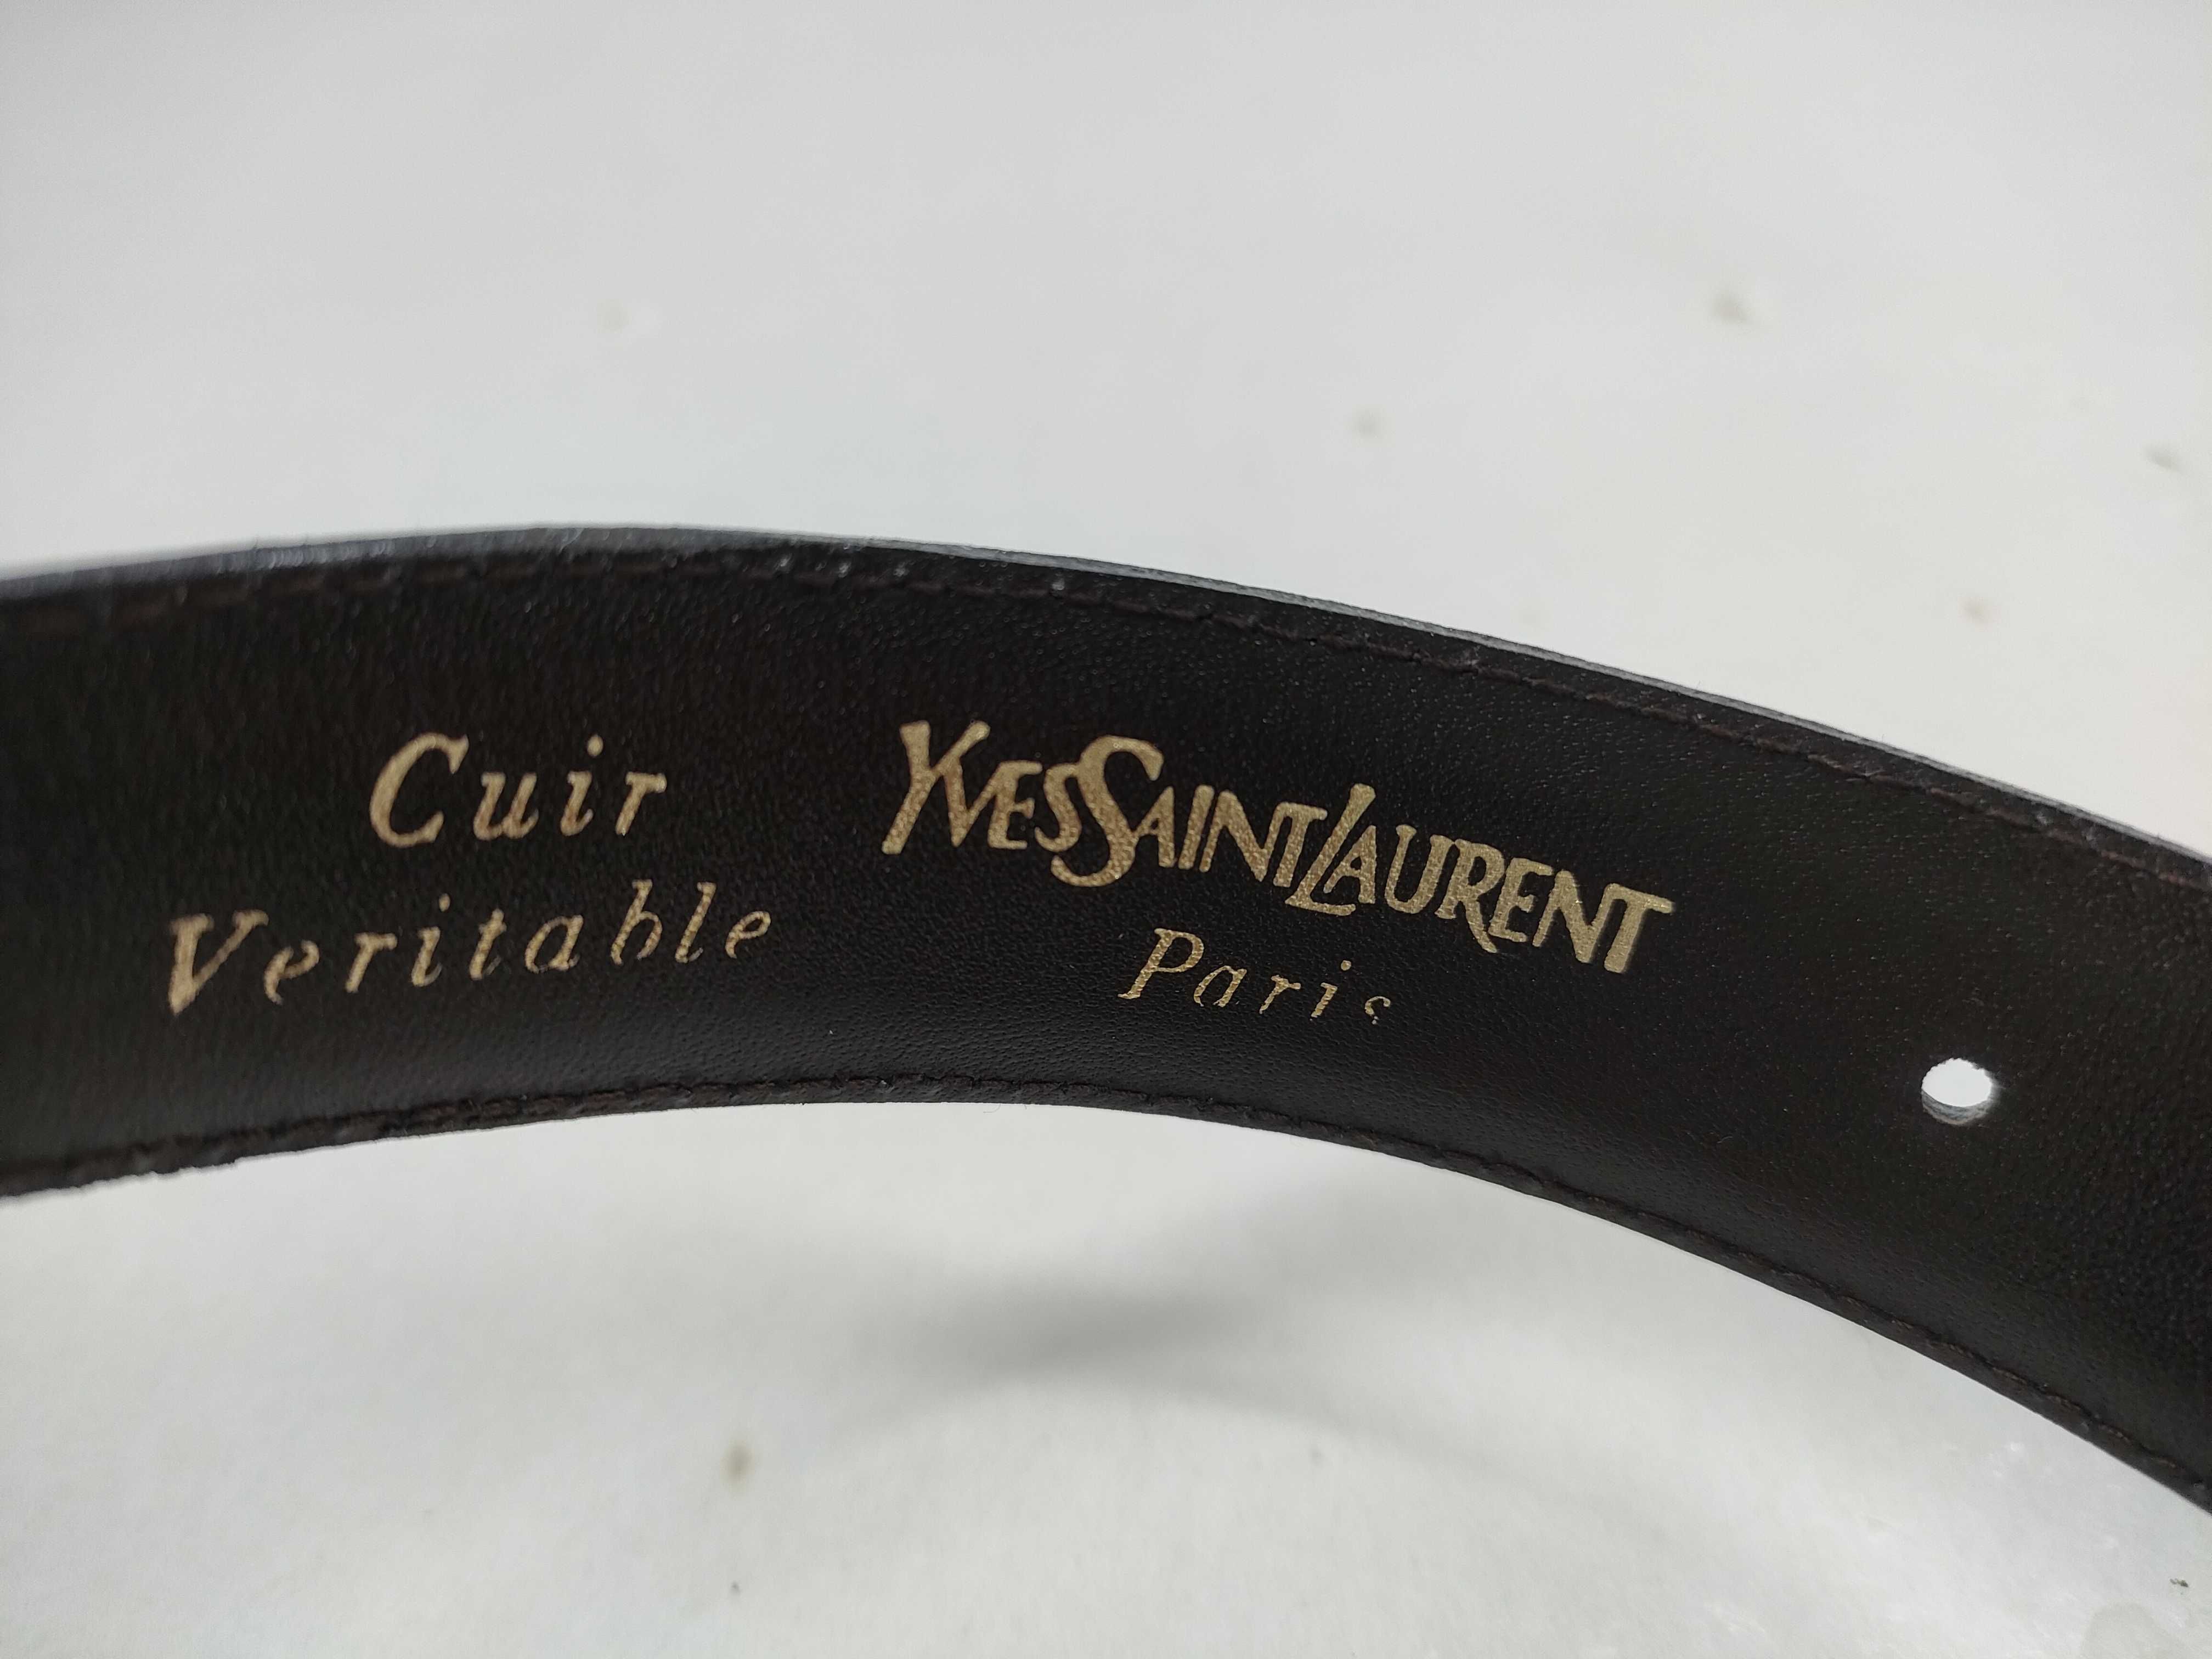 Cuir
Veritable
YVESSAINTLAURENT
Paris